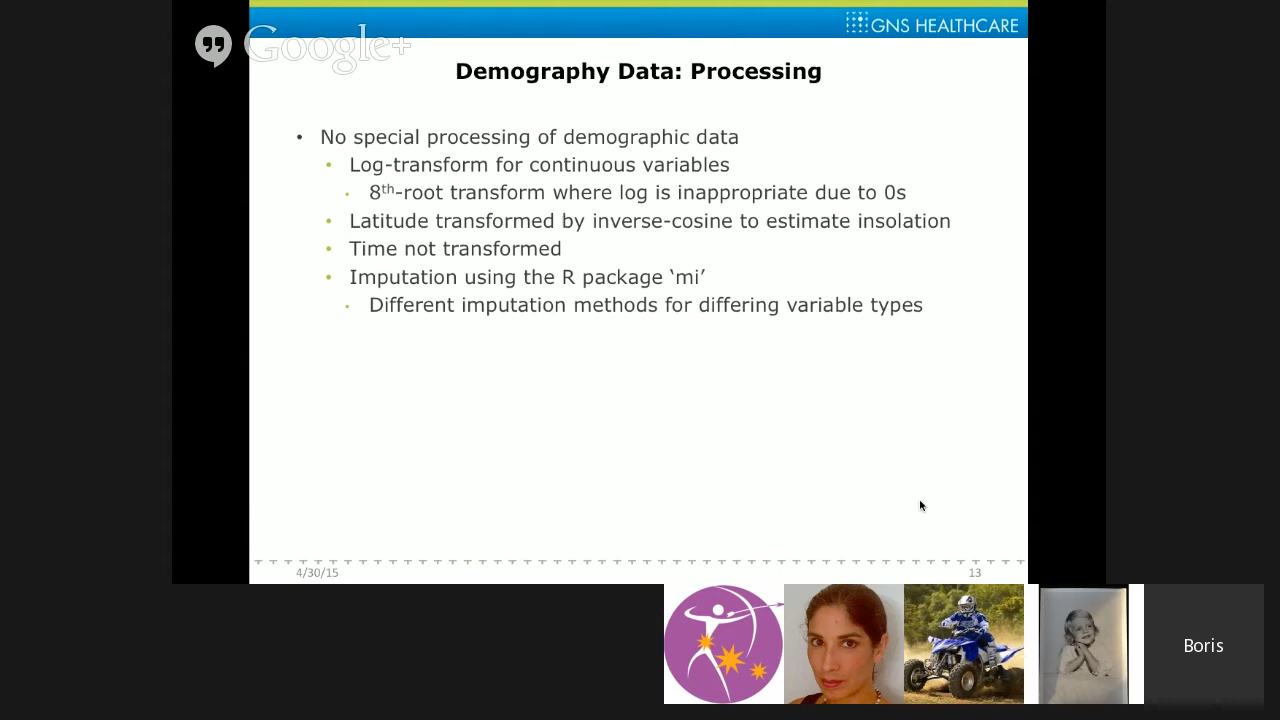 GNS HEALTHCARE
Google+
Demography Data: Processing
• No special processing of demographic data
• Log-transform for continuous variables
• 8th-root transform where log is inappropriate due to 0s
• Latitude transformed by inverse-cosine to estimate insolation
• Time not transformed
• Imputation using the R package ‘mi’
• Different imputation methods for differing variable types
4/30/15
13
Boris